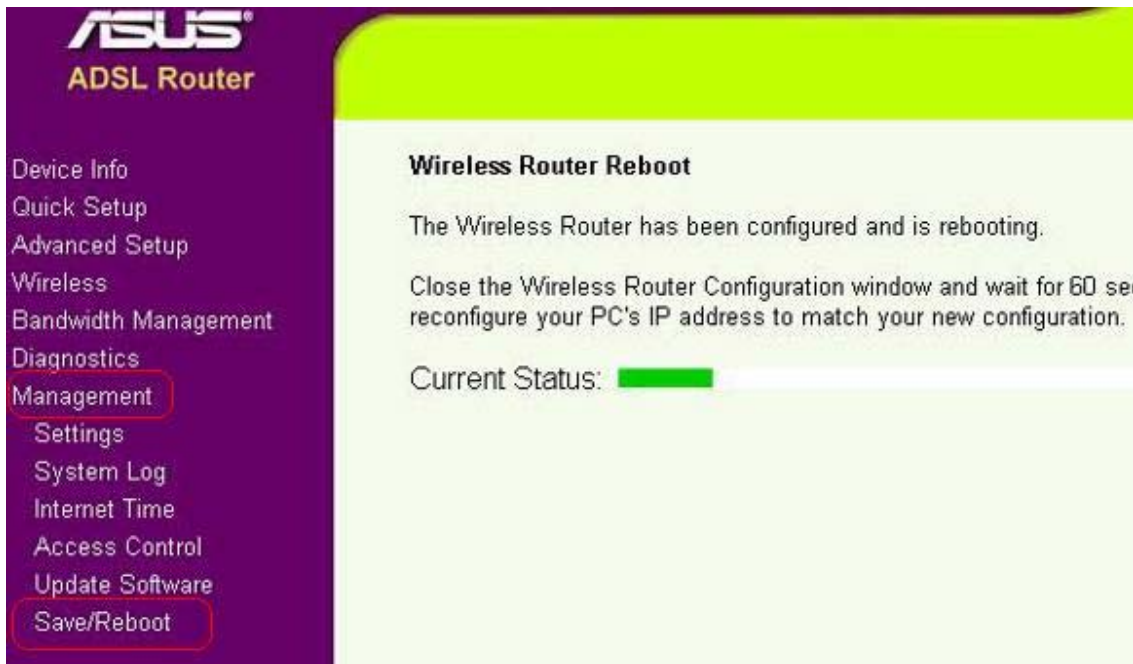 ASUS®
ADSL Router
Device Info
Quick Setup
Advanced Setup
Wireless
Bandwidth Management
Diagnostics
Management
Settings
System Log
Internet Time
Access Control
Update Software
Save/Reboot
Wireless Router Reboot
The Wireless Router has been configured and is rebooting.
Close the Wireless Router Configuration window and wait for 60 se
reconfigure your PC's IP address to match your new configuration.
Current Status: